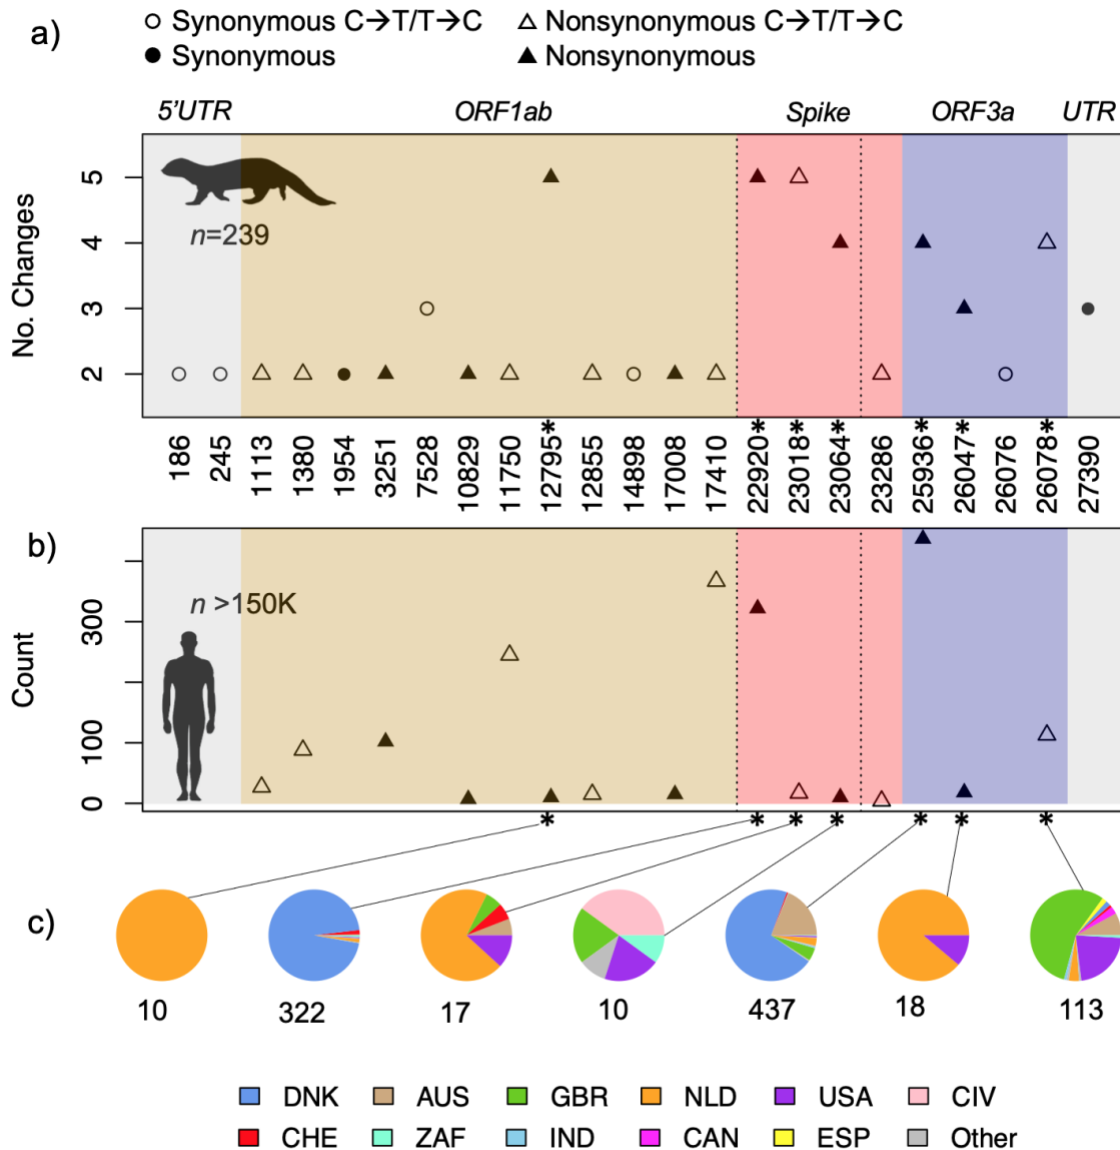 a)
○ Synonymous C→T/T→C △ Nonsynonymous C→T/T→C
● Synonymous ▲ Nonsynonymous
5'UTR ORF1ab Spike ORF3a UTR
No. Changes
5
4
3
2
n=239
186 245 1113 1380 1954 3251 7528 10829 11750 12795* 12855 14898 17008 17410 22920* 23018* 23064* 23286 25936* 26047* 26076 26078* 27390
b)
Count
300
100
0
n >150K
* * * * * * *
c)
10 322 17 10 437 18 113
DNK AUS GBR NLD USA CIV
CHE ZAF IND CAN ESP Other